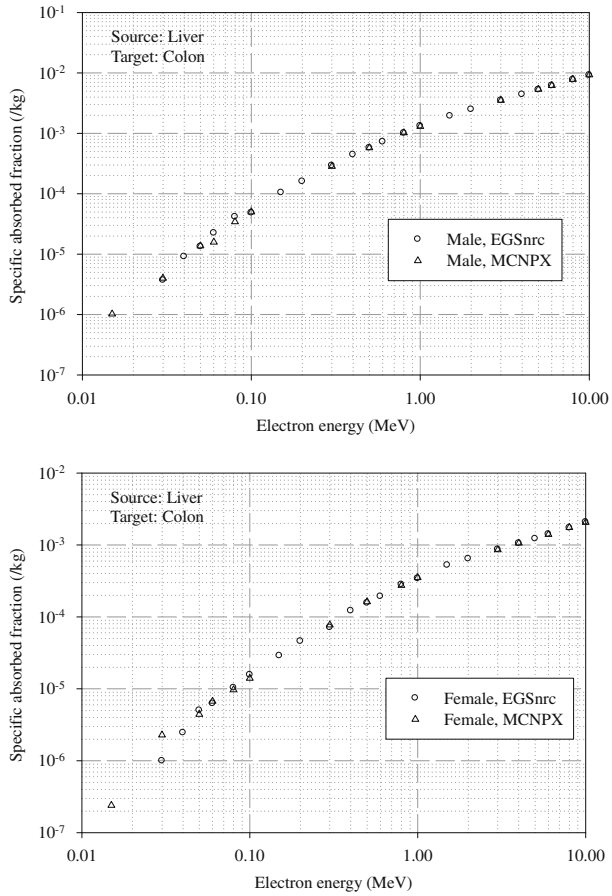 10⁻¹
Source: Liver
Target: Colon
10⁻²
10⁻³
10⁻⁴
10⁻⁵
10⁻⁶
10⁻⁷
Specific absorbed fraction (/kg)
Male, EGSnrc
Male, MCNPX
0.01 0.10 1.00 10.00
Electron energy (MeV)
10⁻²
Source: Liver
Target: Colon
10⁻³
10⁻⁴
10⁻⁵
10⁻⁶
10⁻⁷
Specific absorbed fraction (/kg)
Female, EGSnrc
Female, MCNPX
0.01 0.10 1.00 10.00
Electron energy (MeV)